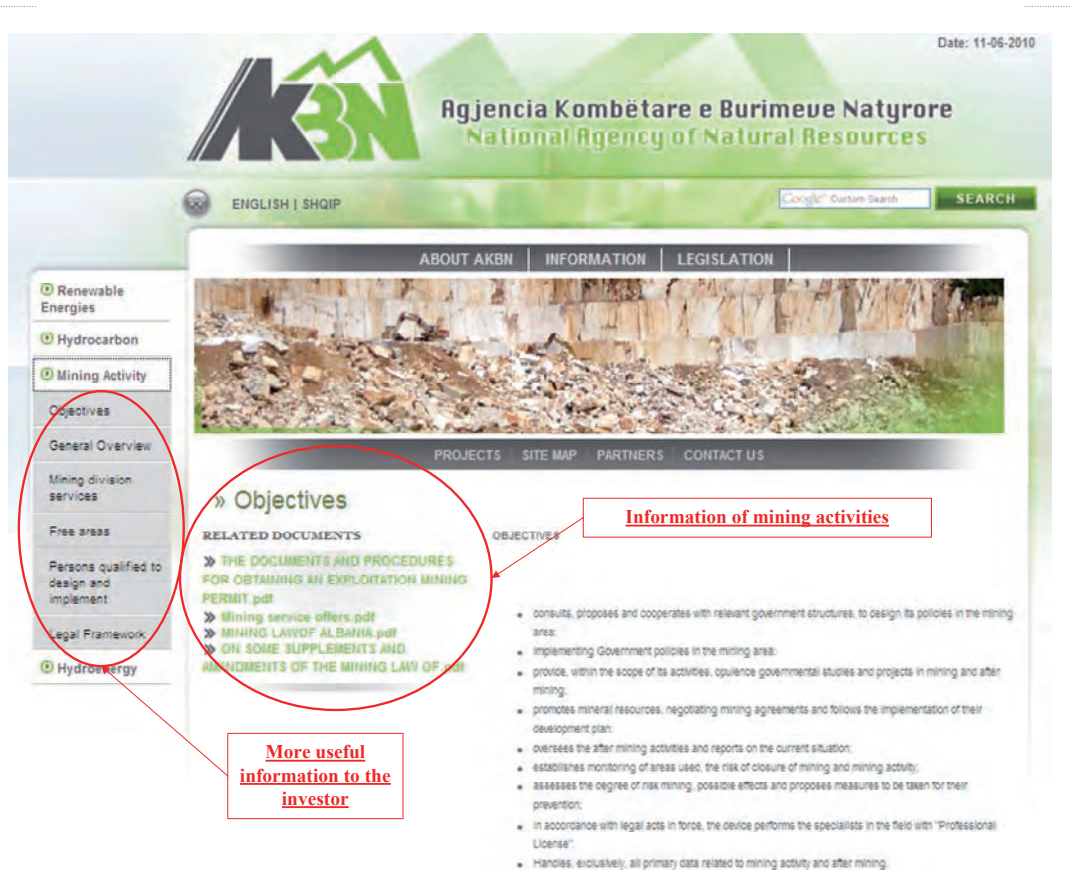 Date: 11-06-2010
AKBN
Agjencia Kombëtare e Burimeve Natyrore
National Agency of Natural Resources
ENGLISH | SHQIP
Google™ Custom Search
SEARCH
ABOUT AKBN | INFORMATION | LEGISLATION |
Renewable
Energies
Hydrocarbon
Mining Activity
Objectives
General Overview
Mining division
services
Free areas
Persons qualified to
design and
implement
Legal Framework
Hydroenergy
PROJECTS SITE MAP PARTNERS CONTACT US
» Objectives
RELATED DOCUMENTS
» THE DOCUMENTS AND PROCEDURES
FOR OBTAINING AN EXPLOITATION MINING
PERMIT.pdf
» Mining service offers.pdf
» MINING LAWOF ALBANIA.pdf
» ON SOME SUPPLEMENTS AND
AMANDMENTS OF THE MINING LAW OF.pdf
Information of mining activities
OBJECTIVES
• consults, proposes and cooperates with relevant government structures, to design its policies in the mining
area;
• implementing Government policies in the mining area;
• provide, within the scope of its activities, opulence governmental studies and projects in mining and after
mining;
• promotes mineral resources, negotiating mining agreements and follows the implementation of their
development plan;
• oversees the after mining activities and reports on the current situation;
• establishes monitoring of areas used, the risk of closure of mining and mining activity;
• assesses the degree of risk mining, possible effects and proposes measures to be taken for their
prevention;
• in accordance with legal acts in force, the device performs the specialists in the field with "Professional
License".
• Handles, exclusively, all primary data related to mining activity and after mining.
More useful
information to the
investor